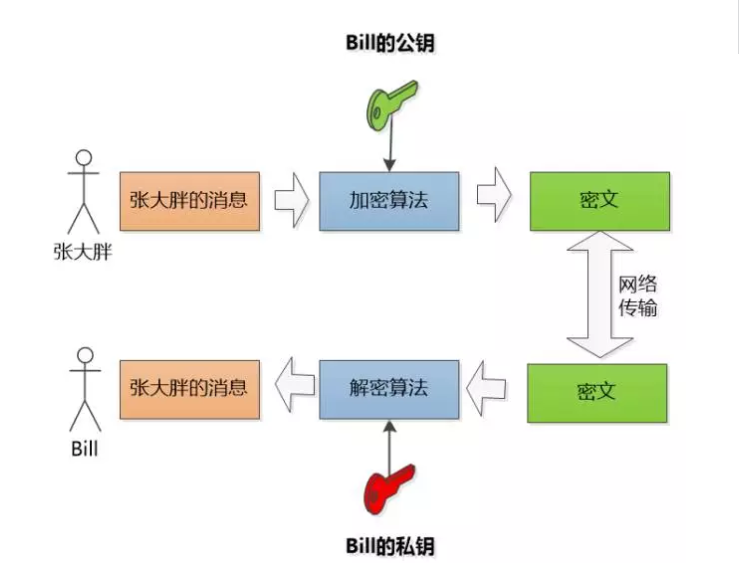 Bill的公钥
张大胖的消息
加密算法
密文
张大胖
网络
传输
张大胖的消息
解密算法
密文
Bill
Bill的私钥